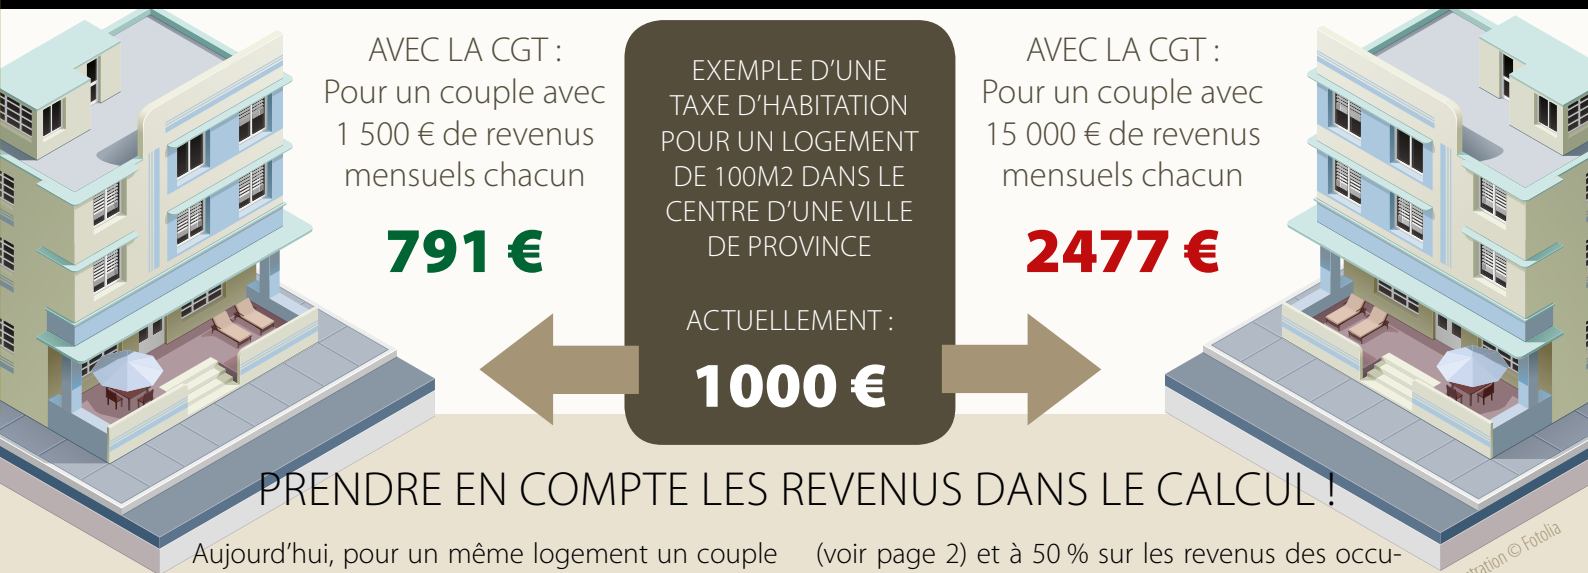 AVEC LA CGT :
Pour un couple avec
1 500 € de revenus
mensuels chacun
791 €
EXEMPLE D’UNE
TAXE D’HABITATION
POUR UN LOGEMENT
DE 100M2 DANS LE
CENTRE D’UNE VILLE
DE PROVINCE
ACTUELLEMENT :
1000 €
AVEC LA CGT :
Pour un couple avec
15 000 € de revenus
mensuels chacun
2477 €
PRENDRE EN COMPTE LES REVENUS DANS LE CALCUL !
Aujourd’hui, pour un même logement un couple
(voir page 2) et à 50 % sur les revenus des occu-
© Fotolia